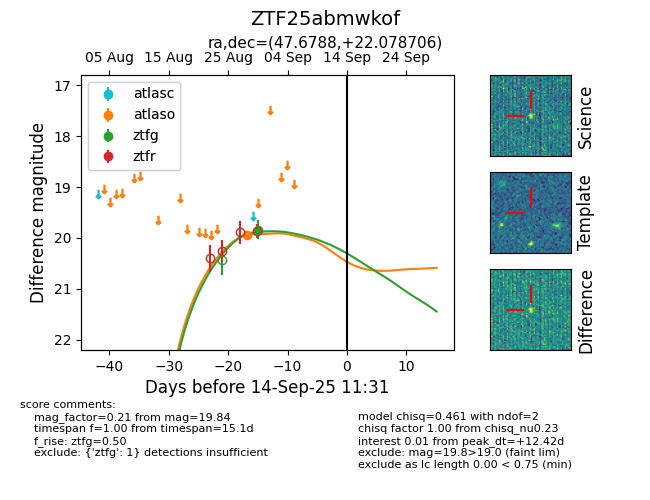 ZTF25abmwkof
ra,dec=(47.6788,+22.078706)
05 Aug 15 Aug 25 Aug 04 Sep 14 Sep 24 Sep
17
18
19
20
21
22
Difference magnitude
atlasc
atlaso
ztfg
ztfr
−40 −30 −20 −10 0 10
Days before 14-Sep-25 11:31
Science
Template
Difference
score comments:
mag_factor=0.21 from mag=19.84
timespan f=1.00 from timespan=15.1d
f_rise: ztfg=0.50
exclude: {'ztfg': 1} detections insufficient
model chisq=0.461 with ndof=2
chisq factor 1.00 from chisq_nu0.23
interest 0.01 from peak_dt=+12.42d
exclude: mag=19.8>19.0 (faint lim)
exclude as lc length 0.00 < 0.75 (min)